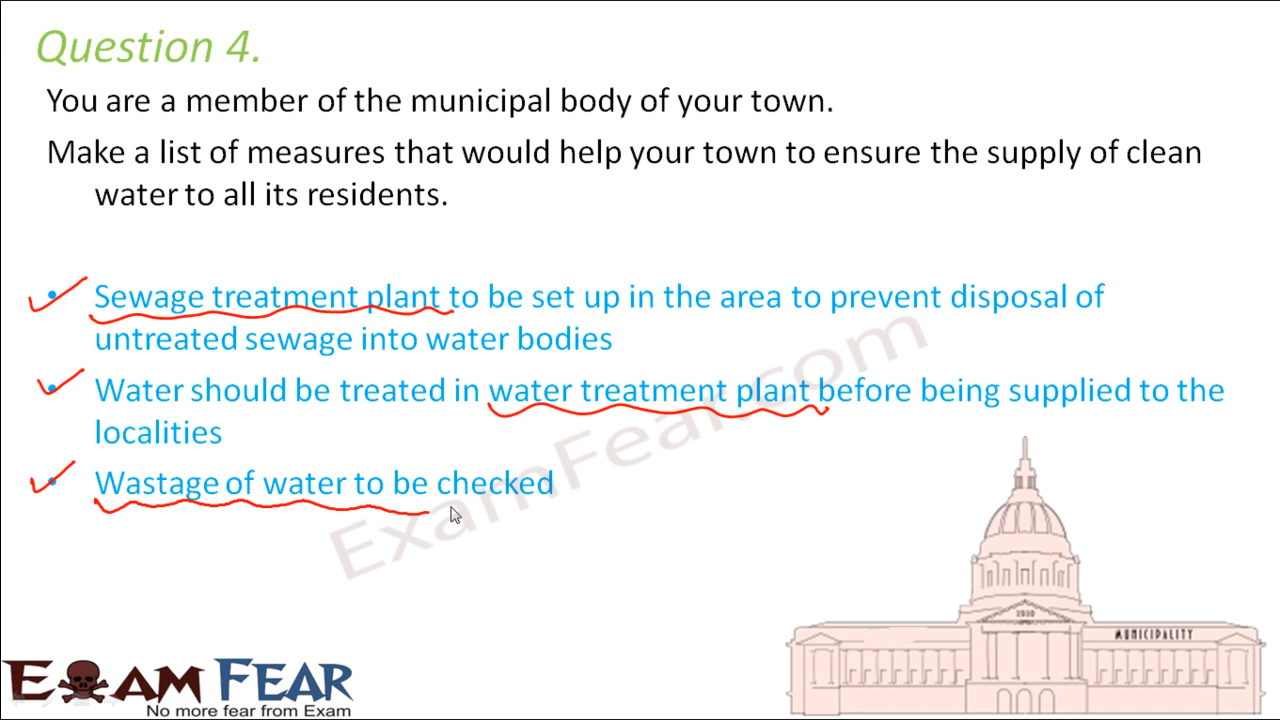 Question 4.
You are a member of the municipal body of your town.
Make a list of measures that would help your town to ensure the supply of clean
water to all its residents.
• Sewage treatment plant to be set up in the area to prevent disposal of
untreated sewage into water bodies
• Water should be treated in water treatment plant before being supplied to the
localities
• Wastage of water to be checked
ExamFear.com
MUNICIPALITY
EXAM FEAR
No more fear from Exam